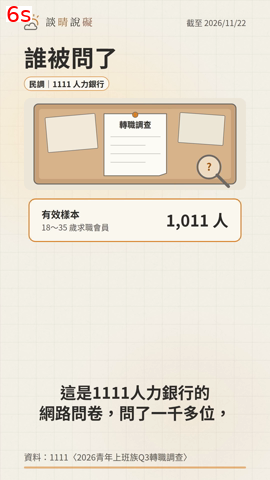 6s
談晴說礙
截至 2026/11/22
誰被問了
民調｜1111 人力銀行
轉職調查
?
有效樣本
18～35 歲求職會員
1,011 人
這是1111人力銀行的
網路問卷，問了一千多位，
資料：1111〈2026青年上班族Q3轉職調查〉